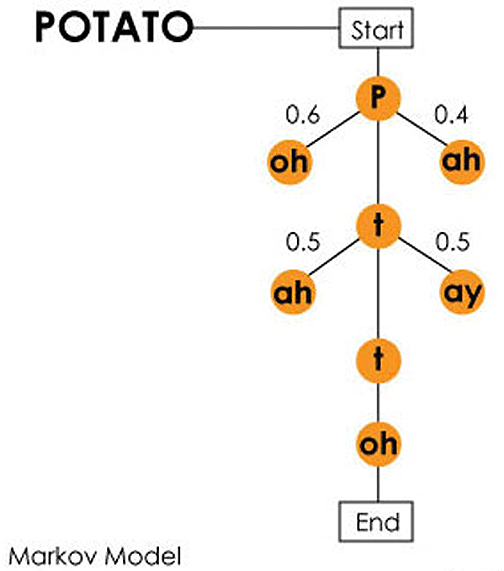 POTATO
Start
P
0.6
0.4
oh
ah
t
0.5
0.5
ah
ay
t
oh
End
Markov Model